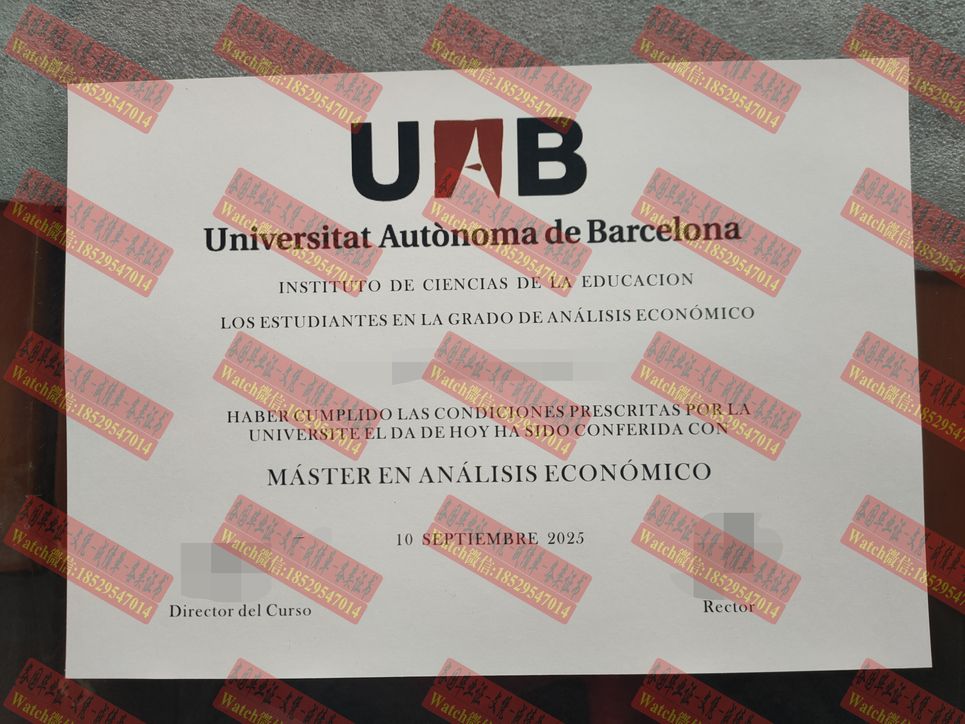 UAB
Universitat Autònoma de Barcelona
INSTITUTO DE CIENCIAS DE LA EDUCACION
LOS ESTUDIANTES EN LA GRADO DE ANÁLISIS ECONÓMICO
HABER CUMPLIDO LAS CONDICIONES PRESCRITAS POR LA
UNIVERSITE EL DA DE HOY HA SIDO CONFERIDA CON
MÁSTER EN ANÁLISIS ECONÓMICO
10 SEPTIEMBRE 2025
Director del Curso
Rector
Watch微信:18529547014